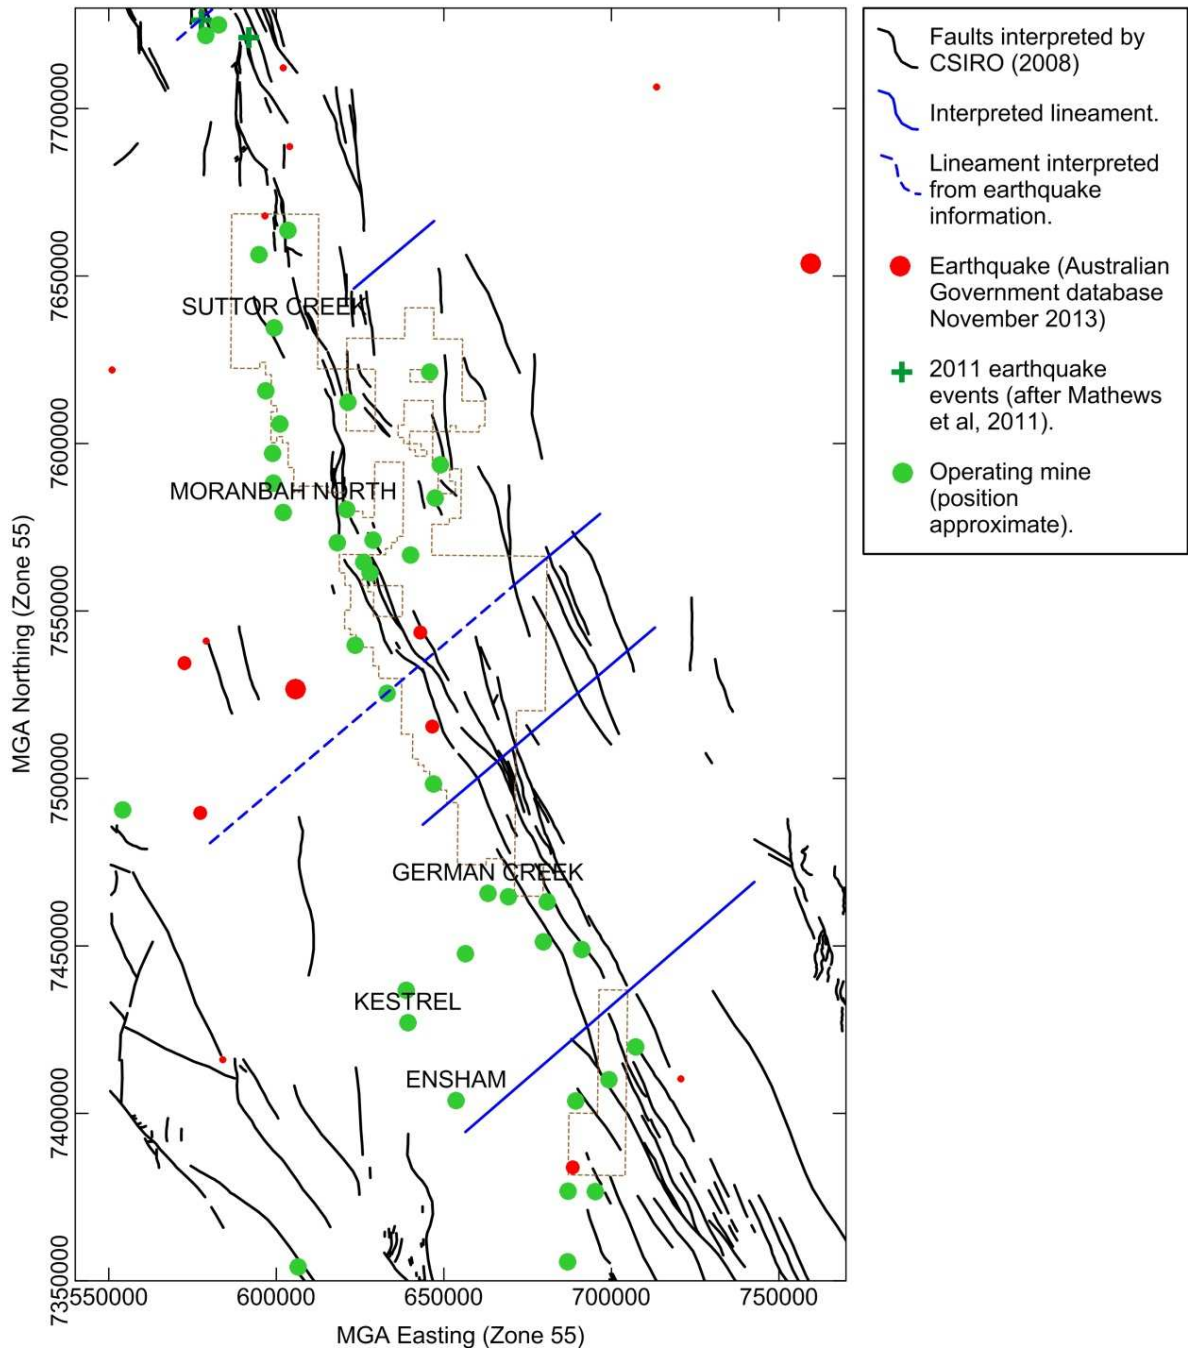 7700000
7650000
7600000
7550000
7500000
7450000
7400000
7350000
MGA Northing (Zone 55)
SUTTOR CREEK
MORANBAH NORTH
GERMAN CREEK
KESTREL
ENSHAM
550000
600000
650000
700000
750000
MGA Easting (Zone 55)
Faults interpreted by
CSIRO (2008)
Interpreted lineament.
Lineament interpreted
from earthquake
information.
Earthquake (Australian
Government database
November 2013)
2011 earthquake
events (after Mathews
et al, 2011).
Operating mine
(position
approximate).